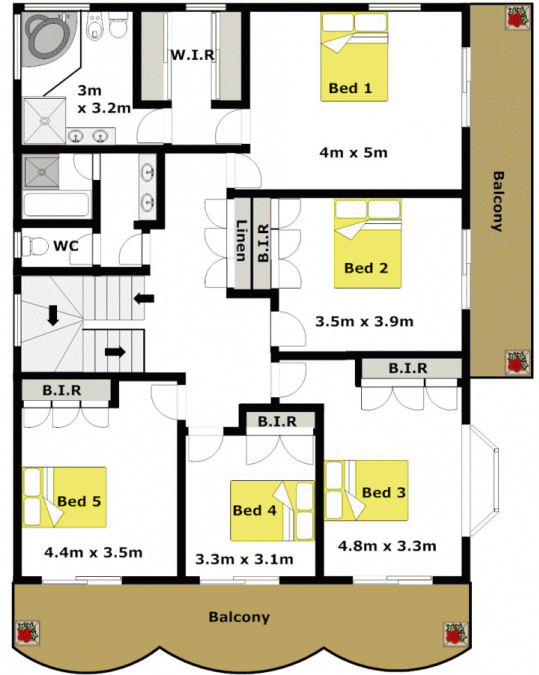 W.I.R
3m
x 3.2m
Bed 1
4m x 5m
Balcony
WC
Linen
B.I.R
Bed 2
3.5m x 3.9m
B.I.R
B.I.R
B.I.R
Bed 5
4.4m x 3.5m
Bed 4
3.3m x 3.1m
Bed 3
4.8m x 3.3m
Balcony